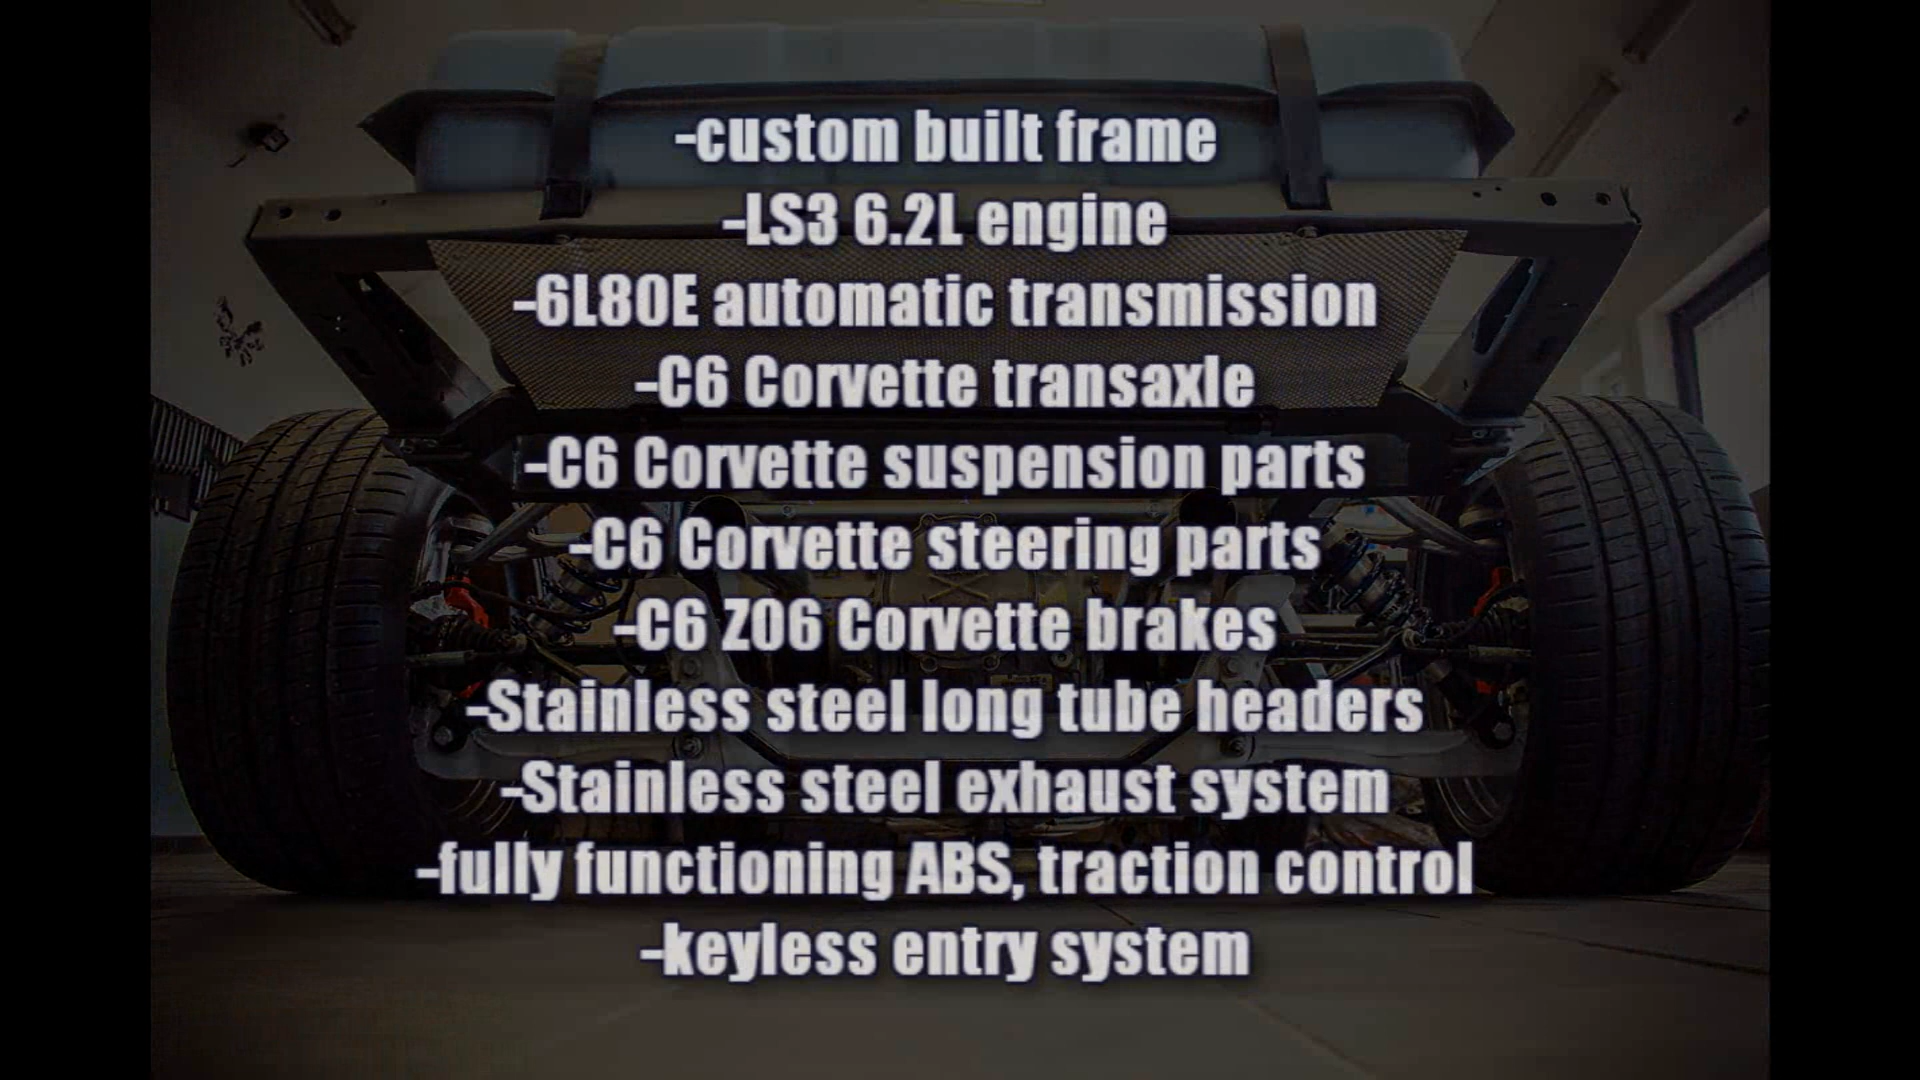 -custom built frame
-LS3 6.2L engine
-6L80E automatic transmission
-C6 Corvette transaxle
-C6 Corvette suspension parts
-C6 Corvette steering parts
-C6 Z06 Corvette brakes
-Stainless steel long tube headers
-Stainless steel exhaust system
-fully functioning ABS, traction control
-keyless entry system